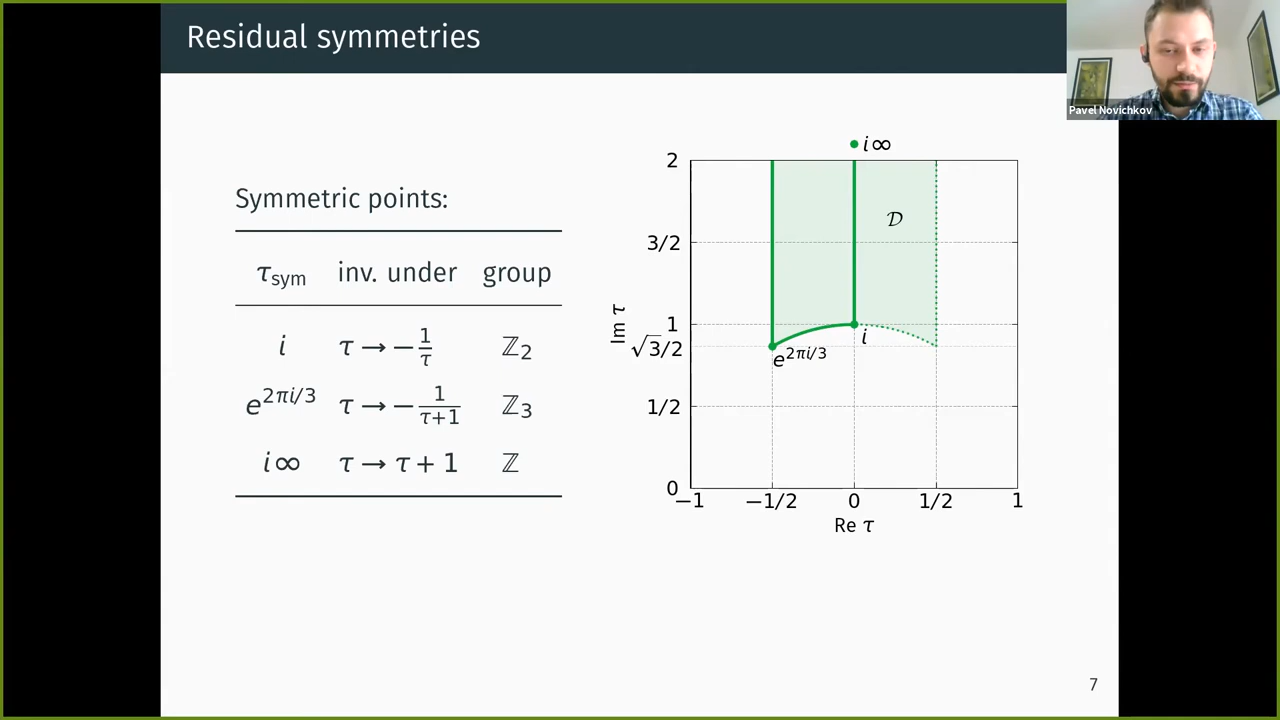 Residual symmetries
Pavel Novichkov
Symmetric points:
τsym inv. under group
i τ → −1/τ ℤ2
e^2πi/3 τ → −1/(τ+1) ℤ3
i∞ τ → τ + 1 ℤ
i∞
2
𝒟
3/2
Im τ
1
i
√3/2
e^2πi/3
1/2
0
−1 −1/2 0 1/2 1
Re τ
7